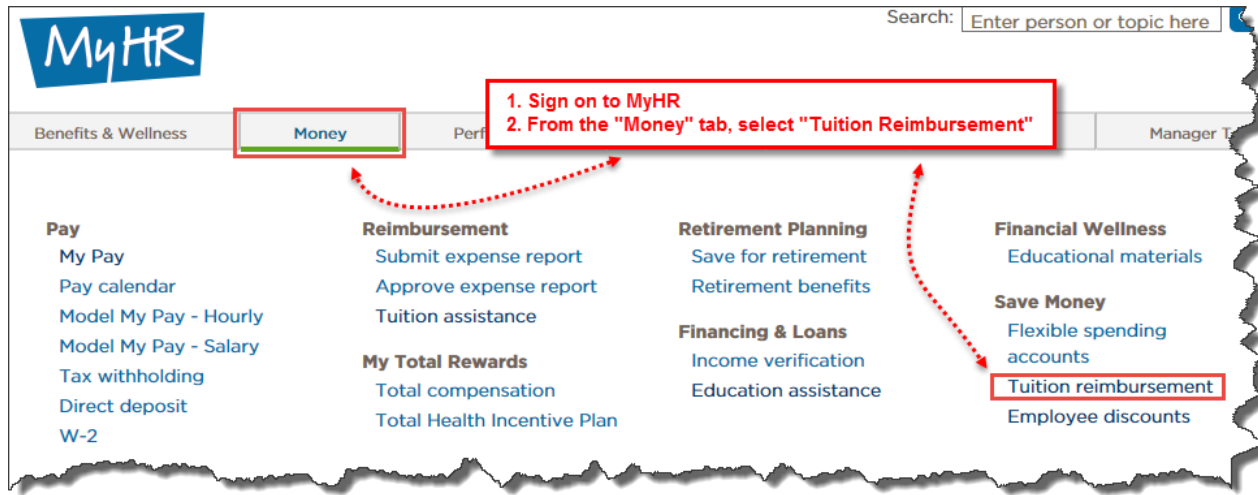 MyHR
Search: Enter person or topic here
1. Sign on to MyHR
2. From the "Money" tab, select "Tuition Reimbursement"
Benefits & Wellness Money Perf Manager T
Pay
My Pay
Pay calendar
Model My Pay - Hourly
Model My Pay - Salary
Tax withholding
Direct deposit
W-2
Reimbursement
Submit expense report
Approve expense report
Tuition assistance
My Total Rewards
Total compensation
Total Health Incentive Plan
Retirement Planning
Save for retirement
Retirement benefits
Financing & Loans
Income verification
Education assistance
Financial Wellness
Educational materials
Save Money
Flexible spending
accounts
Tuition reimbursement
Employee discounts